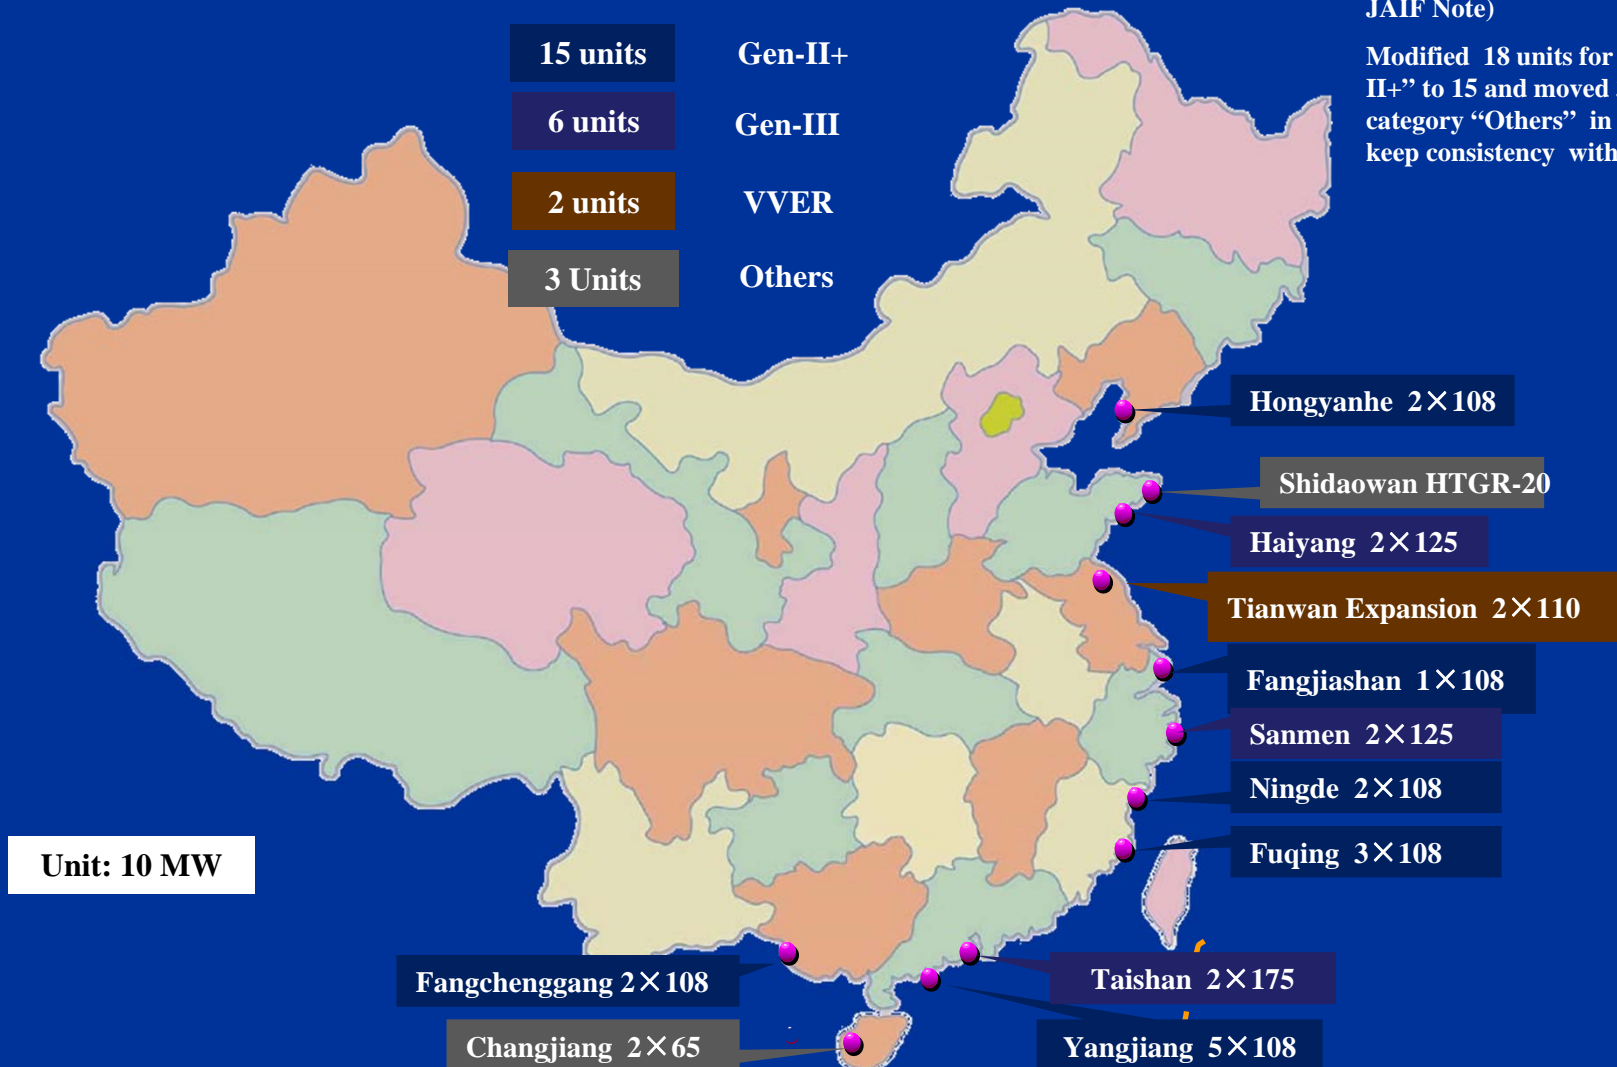 JAIF Note)
Modified 18 units for
II+” to 15 and moved
category “Others” in
keep consistency with
15 units Gen-II+
6 units Gen-III
2 units VVER
3 Units Others
Hongyanhe 2×108
Shidaowan HTGR-20
Haiyang 2×125
Tianwan Expansion 2×110
Fangjiashan 1×108
Sanmen 2×125
Ningde 2×108
Fuqing 3×108
Unit: 10 MW
Fangchenggang 2×108
Taishan 2×175
Changjiang 2×65
Yangjiang 5×108